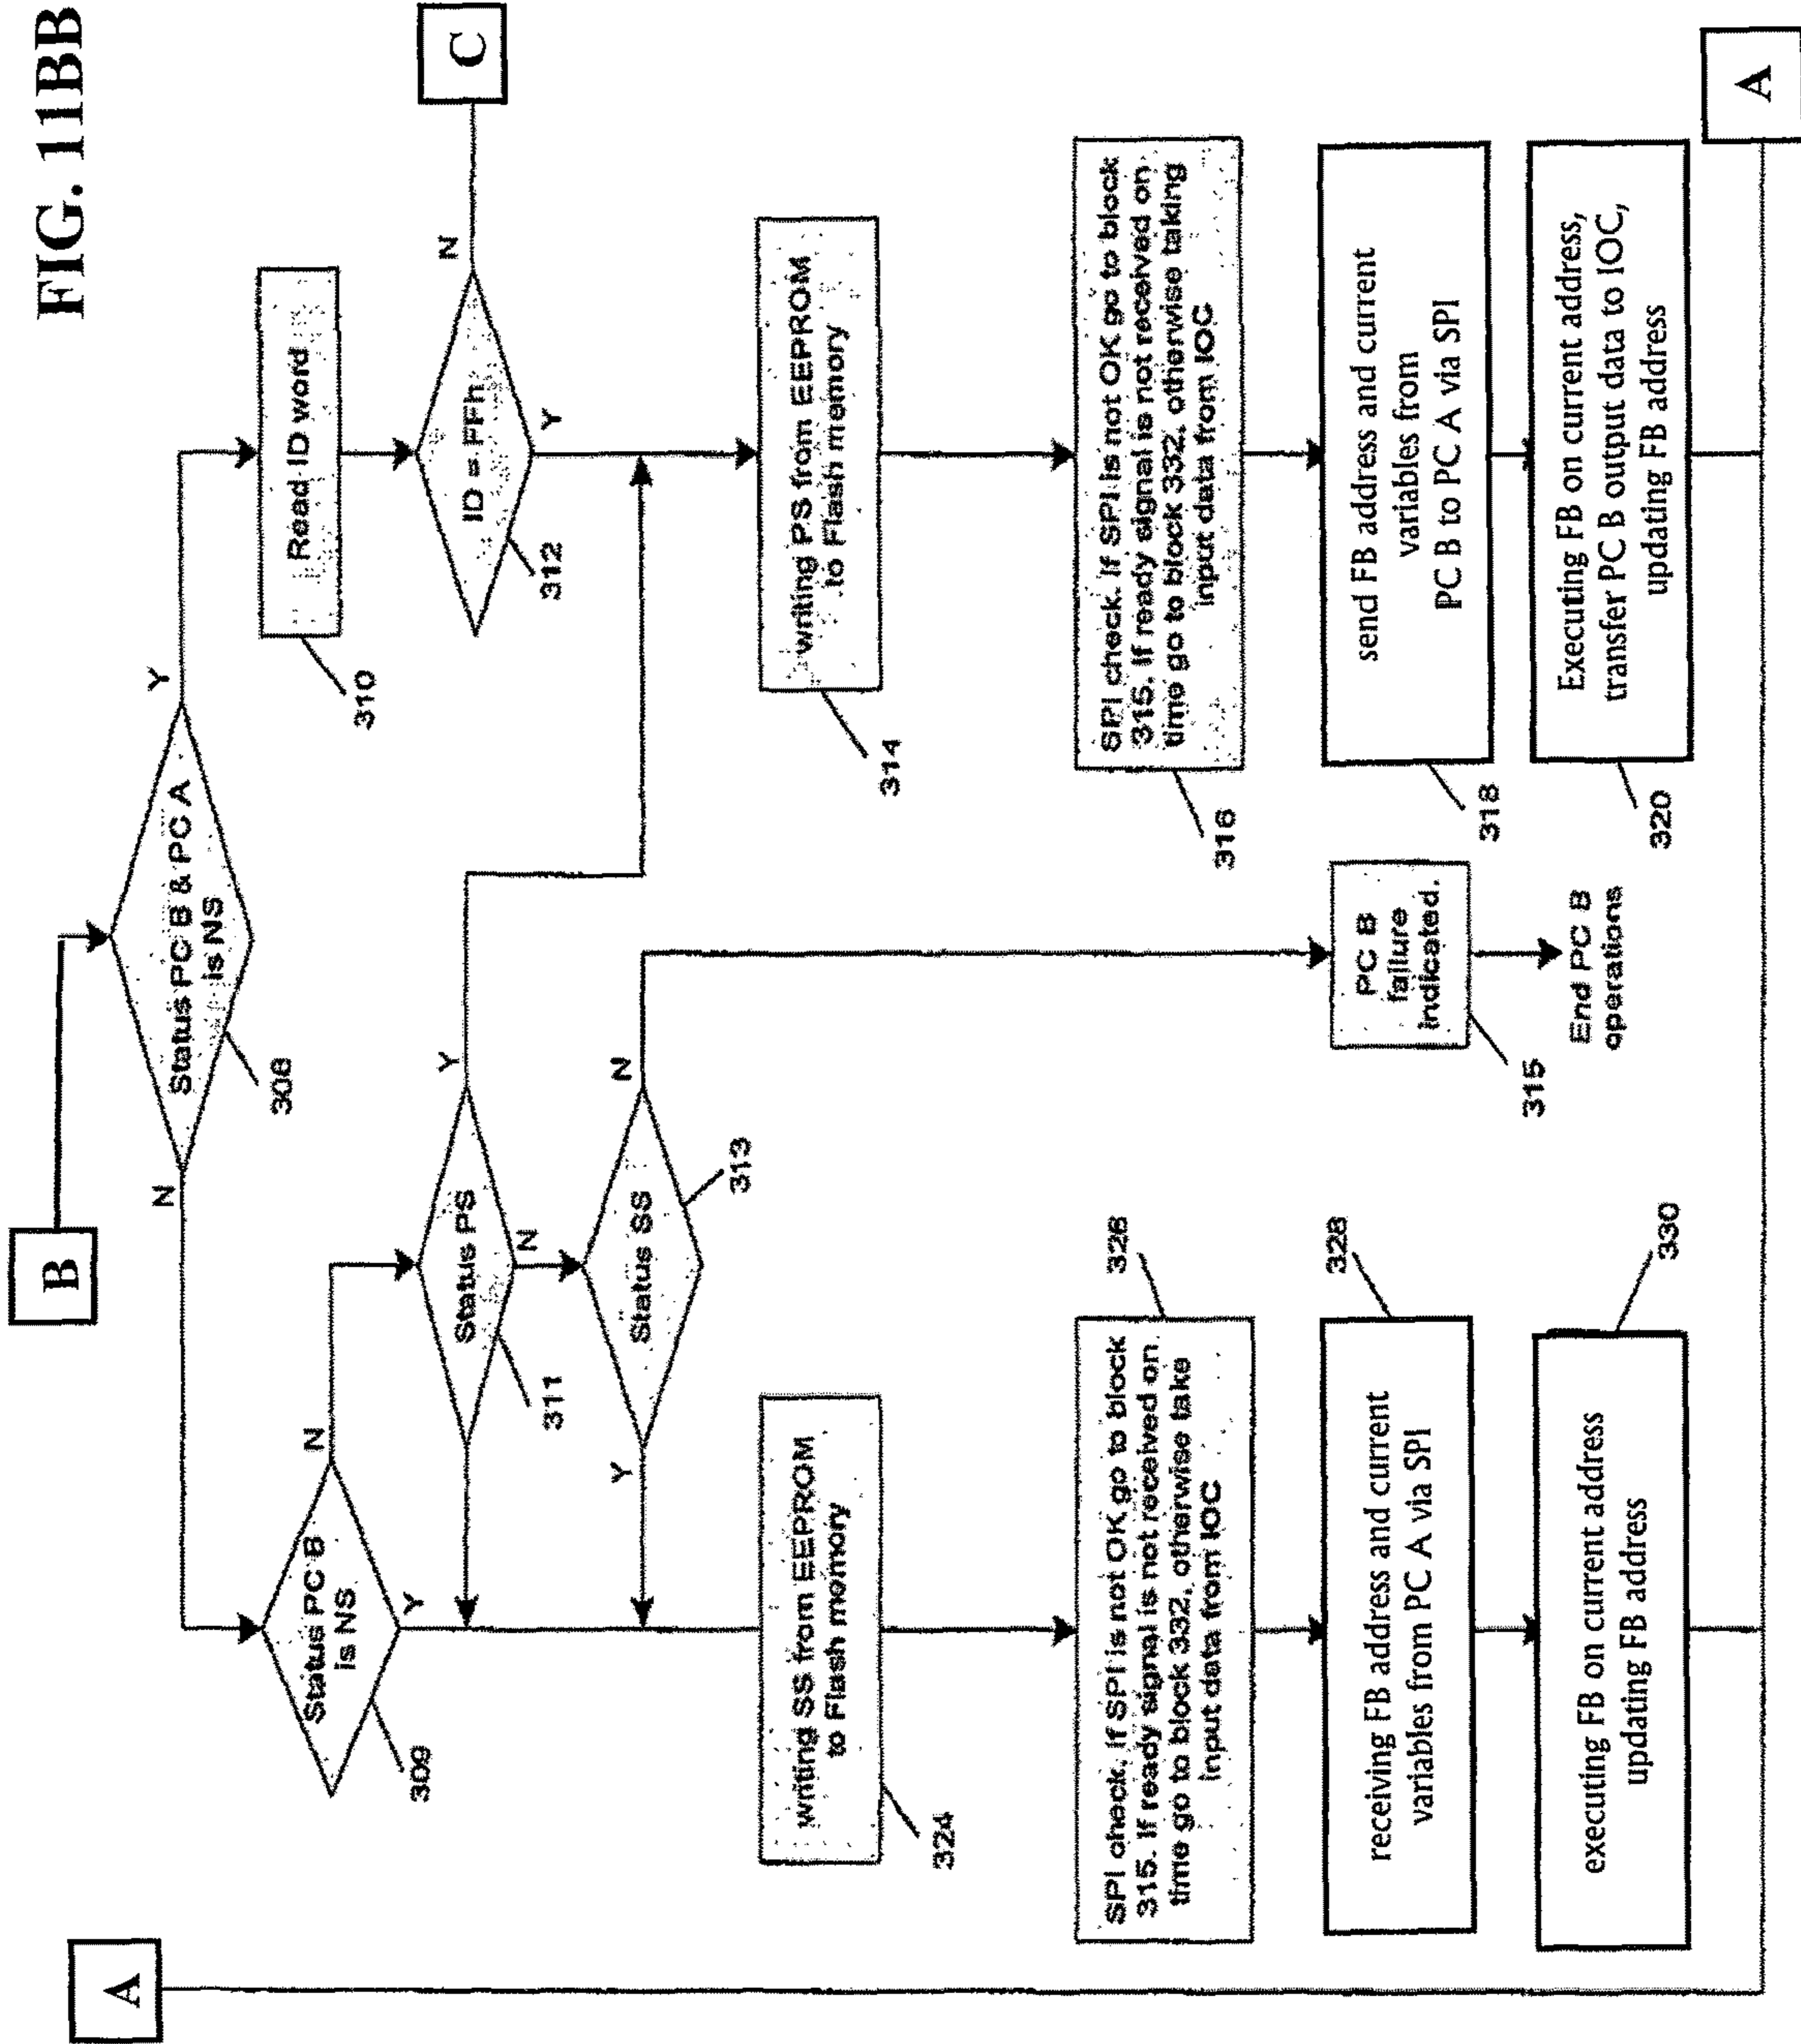 FIG. 11BB
B
A
Status PC B & PC A
is NS
N
Y
308
Status PC B
is NS
N
Y
309
Read ID word
310
Status PS
Y
N
311
ID = FFh
N
Y
312
C
Status SS
N
Y
313
writing SS from EEPROM
to Flash memory
324
writing PS from EEPROM
to Flash memory
314
SPI check. If SPI is not OK go to block
315. If ready signal is not received on
time go to block 332, otherwise take
input data from IOC
326
SPI check. If SPI is not OK go to block
315. If ready signal is not received on
time go to block 332, otherwise taking
input data from IOC
316
receiving FB address and current
variables from PC A via SPI
328
PC B
failure
indicated.
315
End PC B
operations
send FB address and current
variables from
PC B to PC A via SPI
318
executing FB on current address
updating FB address
330
Executing FB on current address,
transfer PC B output data to IOC,
updating FB address
320
A